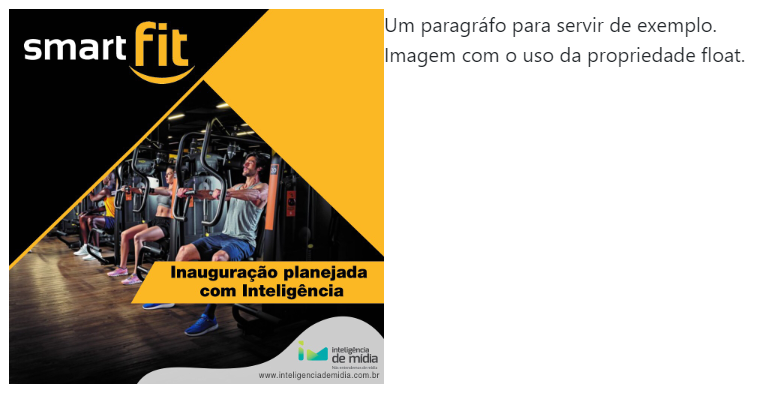 smart fit
Um paragráfo para servir de exemplo.
Imagem com o uso da propriedade float.
Inauguração planejada
com Inteligência
inteligência
de mídia
www.inteligenciademidia.com.br